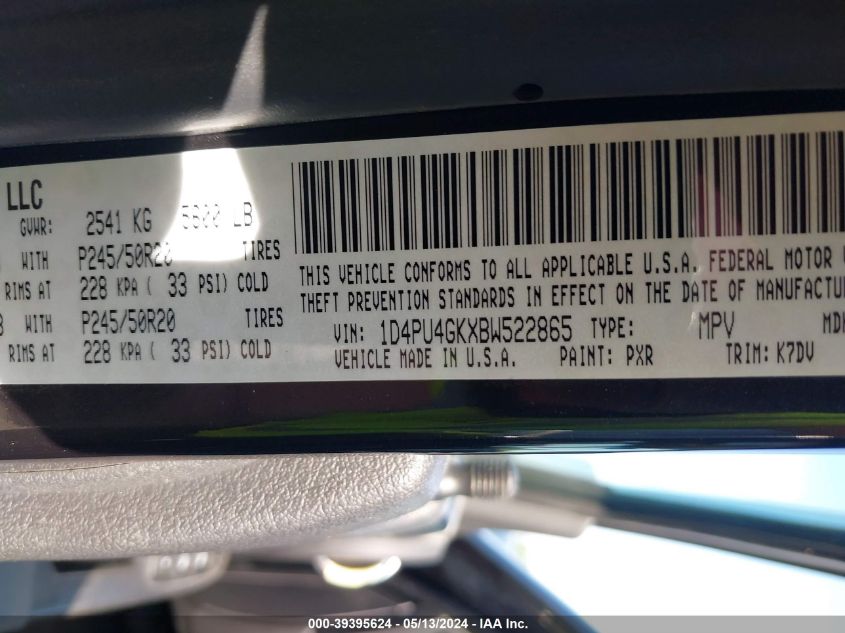 LLC
GVWR: 2541 KG 5600 LB
WITH P245/50R20 TIRES
RIMS AT 228 KPA ( 33 PSI) COLD
WITH P245/50R20 TIRES
RIMS AT 228 KPA ( 33 PSI) COLD
THIS VEHICLE CONFORMS TO ALL APPLICABLE U.S.A. FEDERAL MOTOR
THEFT PREVENTION STANDARDS IN EFFECT ON THE DATE OF MANUFACTU
VIN: 1D4PU4GKXBW522865 TYPE: MPV MDH
VEHICLE MADE IN U.S.A. PAINT: PXR TRIM: K7DV
000-39395624 - 05/13/2024 - IAA Inc.